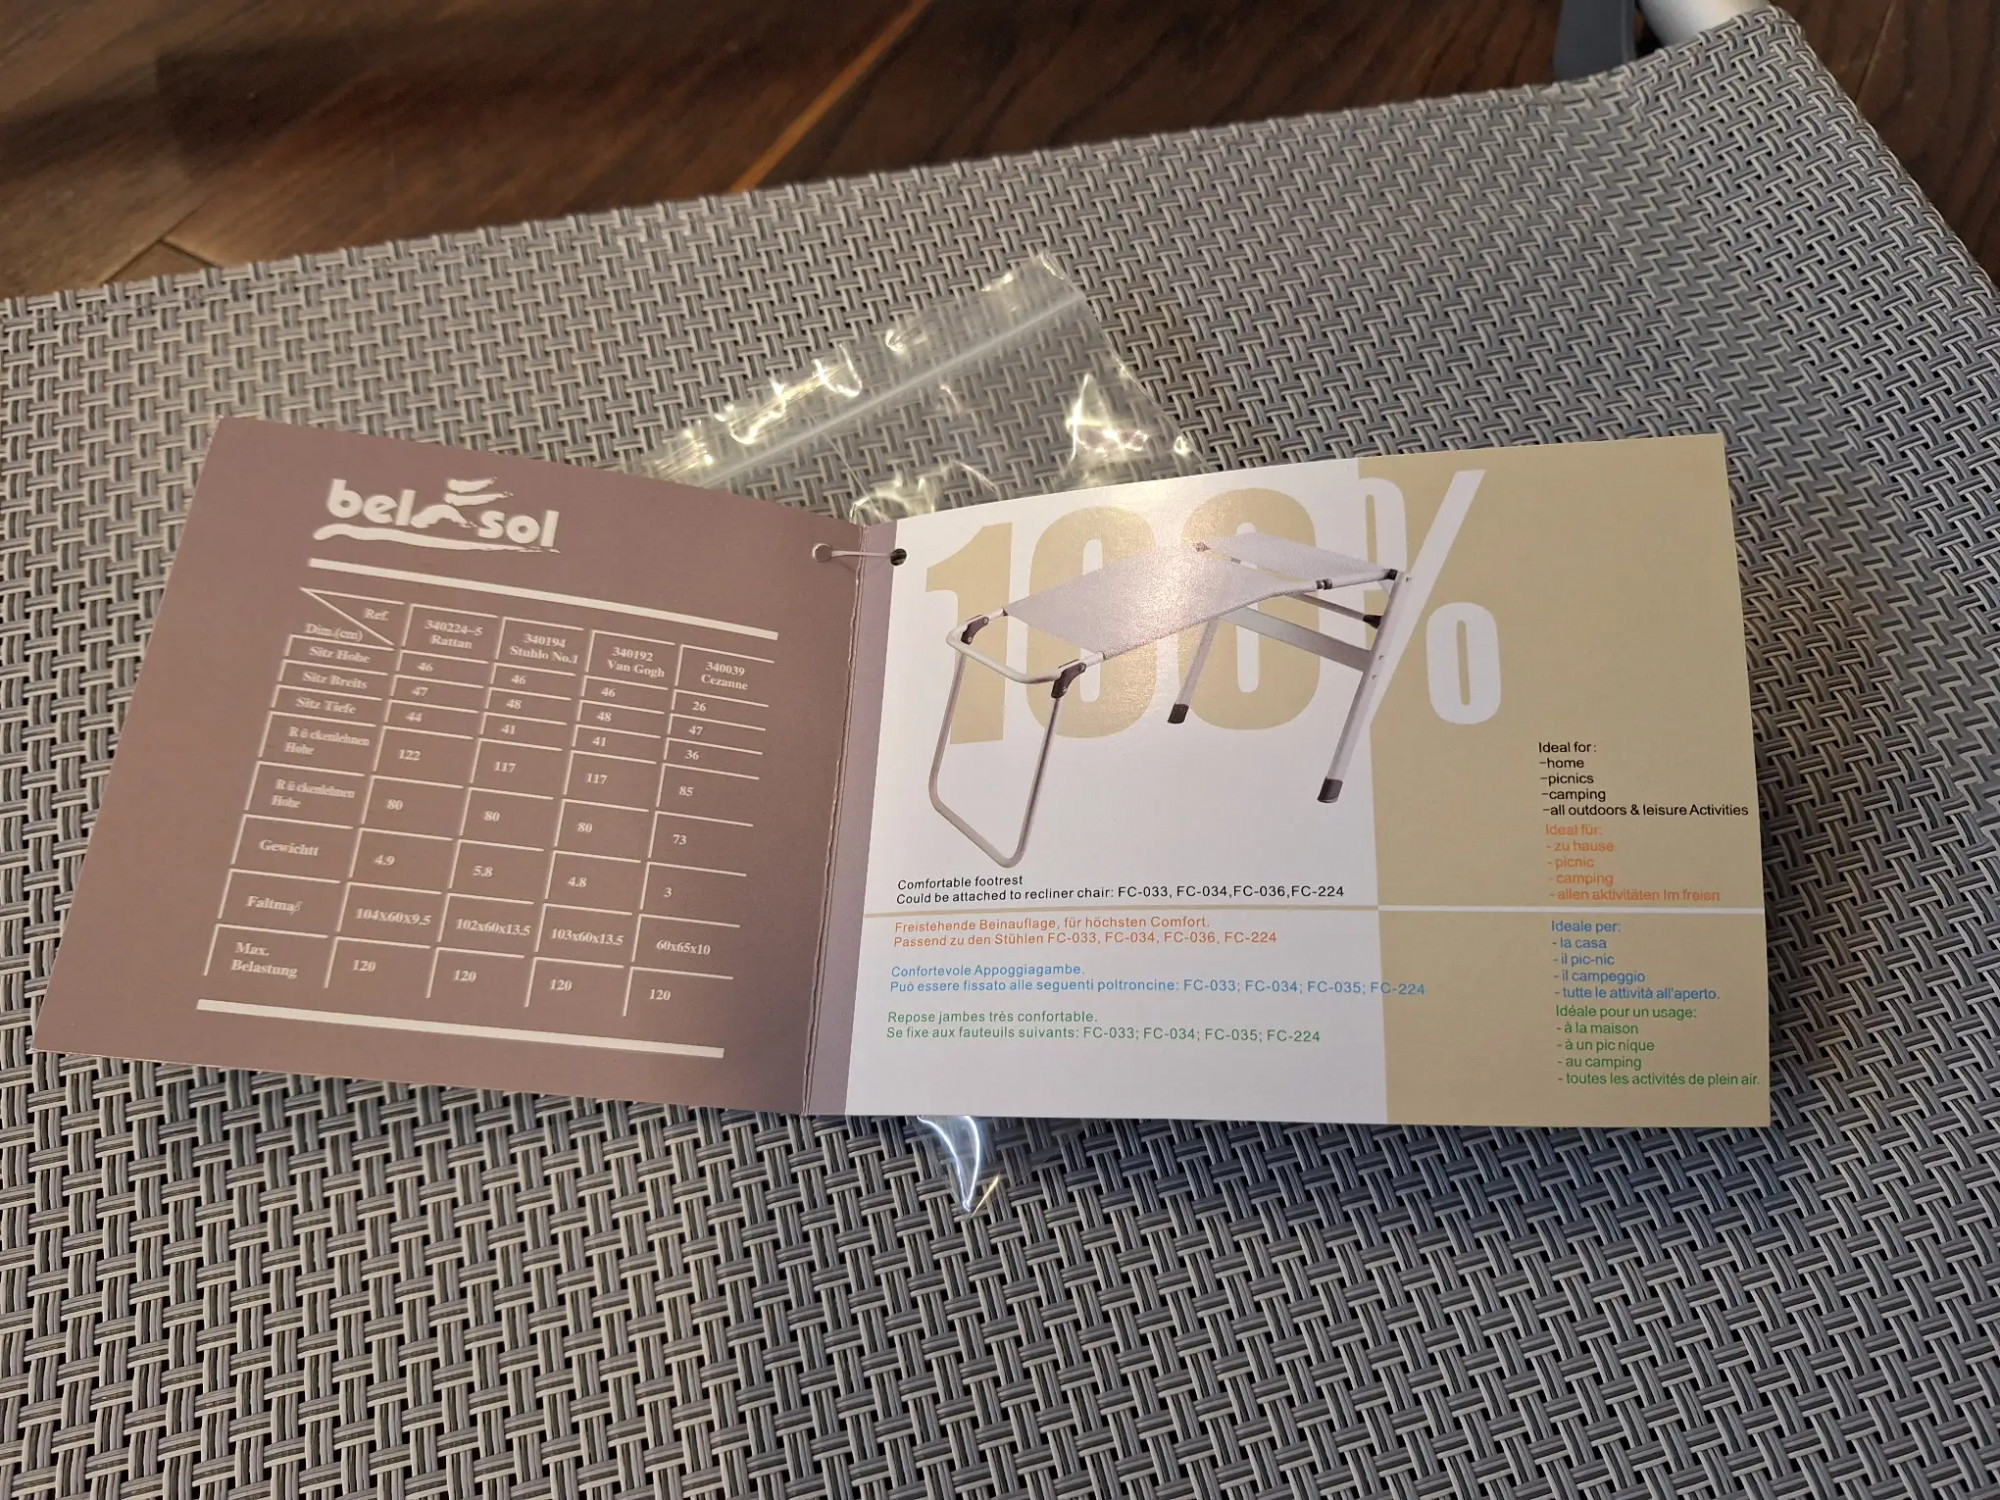 bel sol
Ref.
Dim.(cm)
340224-5 Rattan
340194 Stuhlo No.1
340192 Van Gogh
340039 Cezanne
Sitz Hohe 46 46 46 26
Sitz Breits 47 48 48 47
Sitz Tiefe 44 41 41 36
R ü ckenlehnen Hohe 122 117 117 85
R ü ckenlehnen Hohe 80 80 80 73
Gewichtt 4.9 5.8 4.8 3
Faltmaß 104x60x9.5 102x60x13.5 103x60x13.5 60x65x10
Max. Belastung 120 120 120 120
100%
Comfortable footrest
Could be attached to recliner chair: FC-033, FC-034,FC-036,FC-224
Freistehende Beinauflage, für höchsten Comfort.
Passend zu den Stühlen FC-033, FC-034, FC-036, FC-224
Confortevole Appoggiagambe.
Può essere fissato alle seguenti poltroncine: FC-033; FC-034; FC-035; FC-224
Repose jambes très confortable.
Se fixe aux fauteuils suivants: FC-033; FC-034; FC-035; FC-224
Ideal for:
-home
-picnics
-camping
-all outdoors & leisure Activities
Ideal für:
- zu hause
- picnic
- camping
- allen aktivitäten Im freien
Ideale per:
- la casa
- il pic-nic
- il campeggio
- tutte le attività all'aperto.
Idéale pour un usage:
- à la maison
- à un pic nique
- au camping
- toutes les activités de plein air.